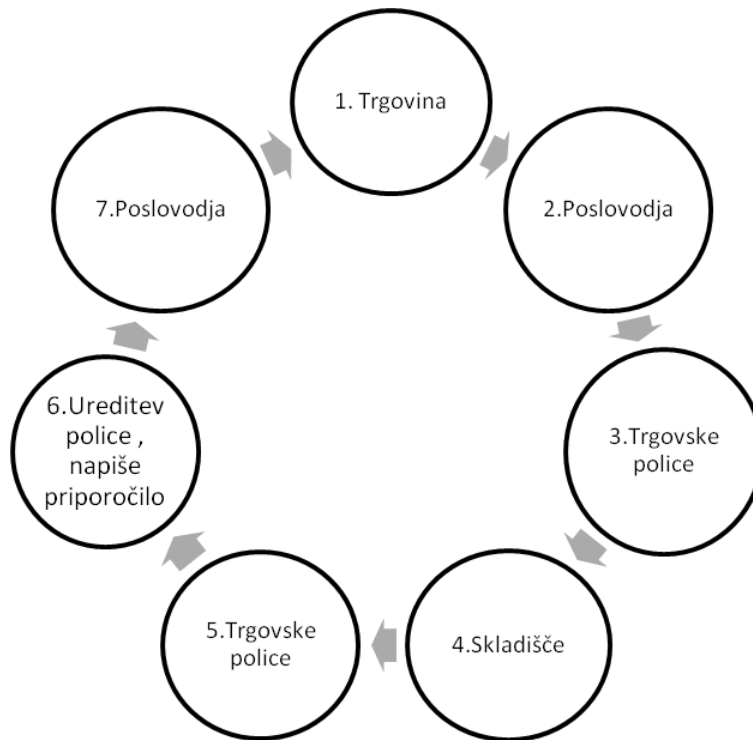 1. Trgovina
2.Poslovodja
3.Trgovske
police
4.Skladišče
5.Trgovske
police
6.Ureditev
police ,
napiše
priporočilo
7.Poslovodja